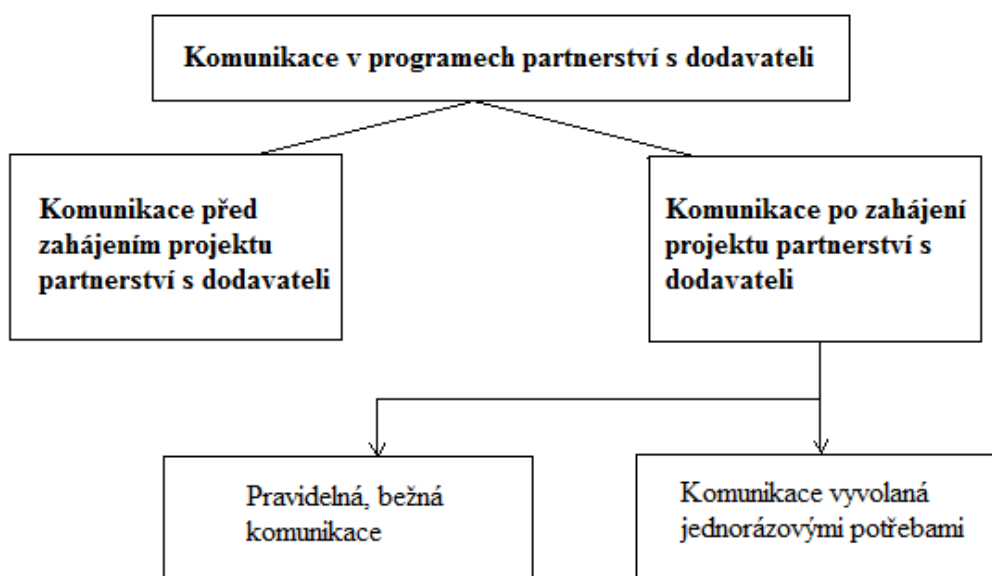 Komunikace v programech partnerství s dodavateli
Komunikace před
zahájením projektu
partnerství s dodavateli
Komunikace po zahájení
projektu partnerství s
dodavateli
Pravidelná, bežná
komunikace
Komunikace vyvolaná
jednorázovými potřebami